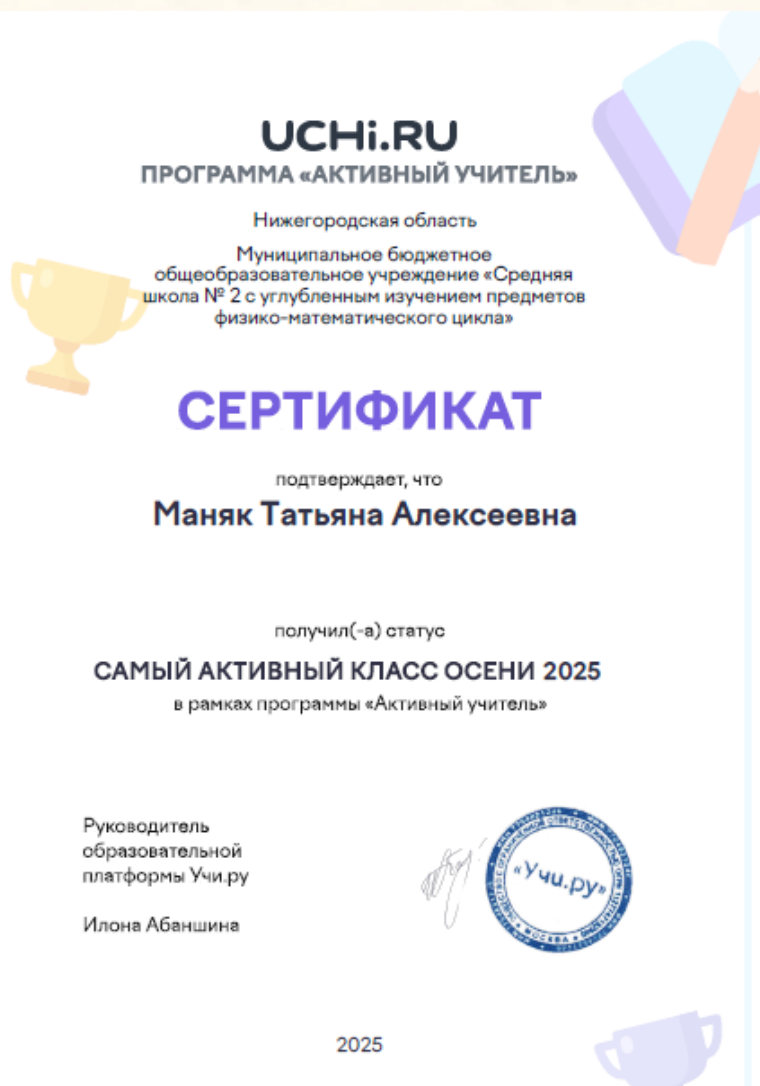 UCHi.RU
ПРОГРАММА «АКТИВНЫЙ УЧИТЕЛЬ»
Нижегородская область
Муниципальное бюджетное
общеобразовательное учреждение «Средняя
школа № 2 с углубленным изучением предметов
физико-математического цикла»
СЕРТИФИКАТ
подтверждает, что
Маняк Татьяна Алексеевна
получил(-а) статус
САМЫЙ АКТИВНЫЙ КЛАСС ОСЕНИ 2025
в рамках программы «Активный учитель»
Руководитель
образовательной
платформы Учи.ру
Илона Абаншина
«Учи.ру»
МОСКВА
2025